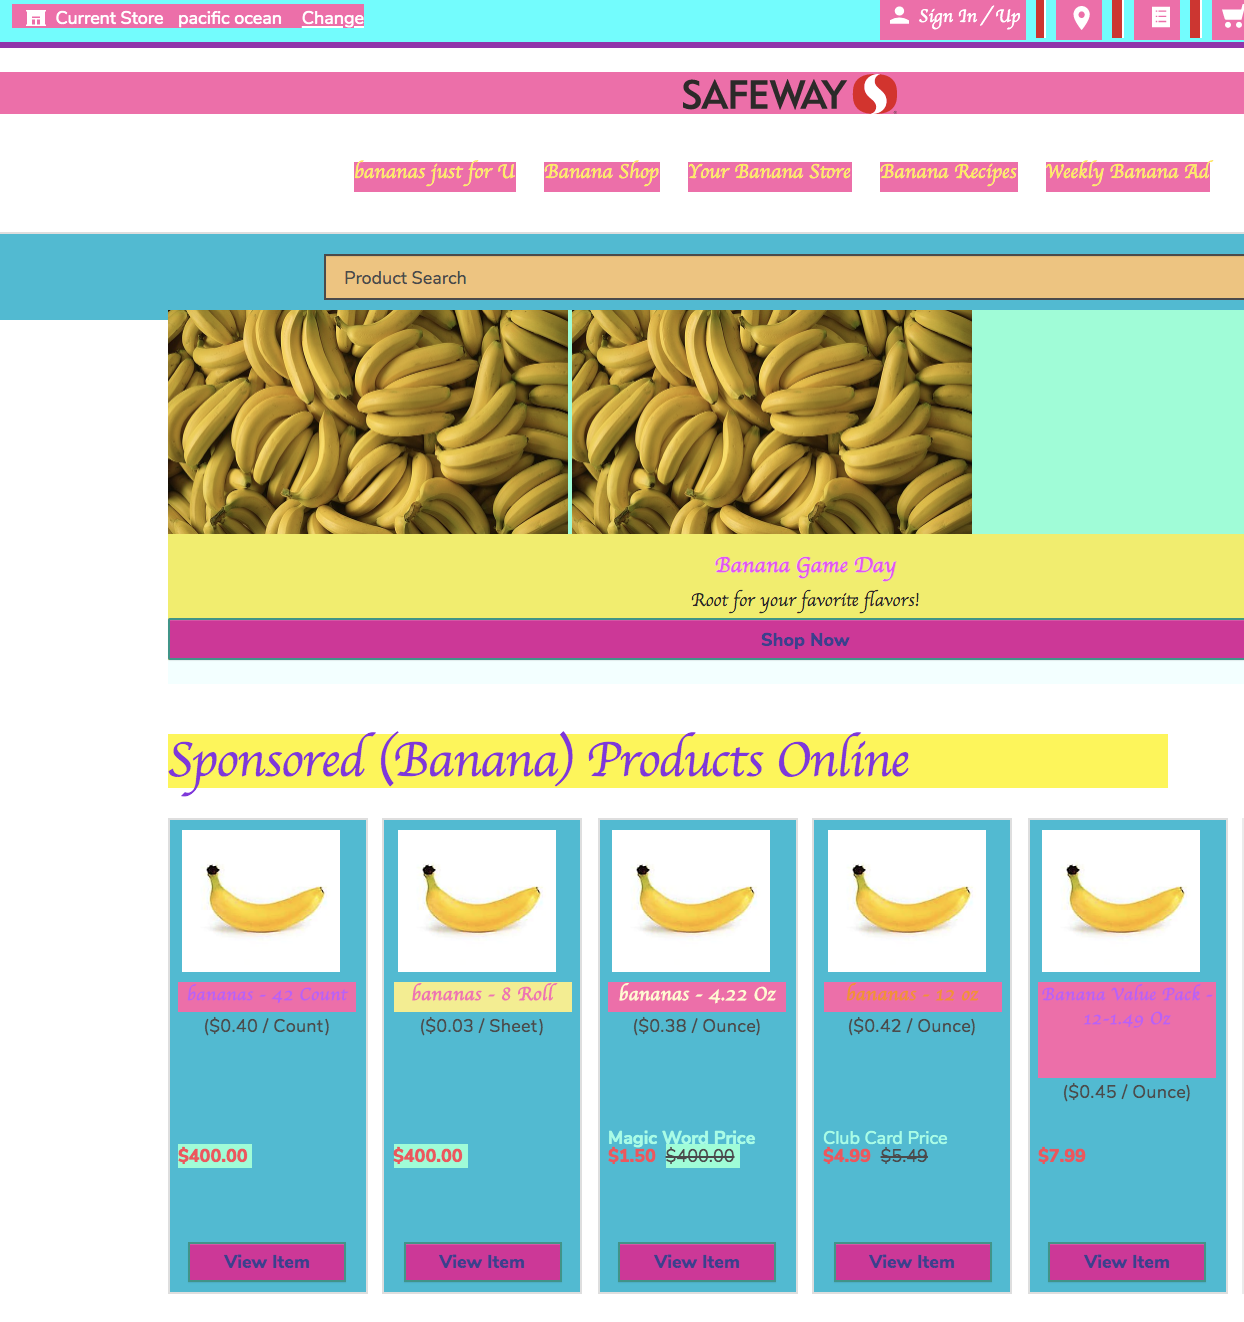 Current Store pacific ocean Change
Sign In / Up
SAFEWAY
bananas just for U
Banana Shop
Your Banana Store
Banana Recipes
Weekly Banana Ad
Product Search
Banana Game Day
Root for your favorite flavors!
Shop Now
Sponsored (Banana) Products Online
bananas - 42 Count
($0.40 / Count)
$400.00
View Item
bananas - 8 Roll
($0.03 / Sheet)
$400.00
View Item
bananas - 4.22 Oz
($0.38 / Ounce)
Magic Word Price
$1.50 $400.00
View Item
bananas - 12 oz
($0.42 / Ounce)
Club Card Price
$4.99 $5.49
View Item
Banana Value Pack -
12-1.49 Oz
($0.45 / Ounce)
$7.99
View Item